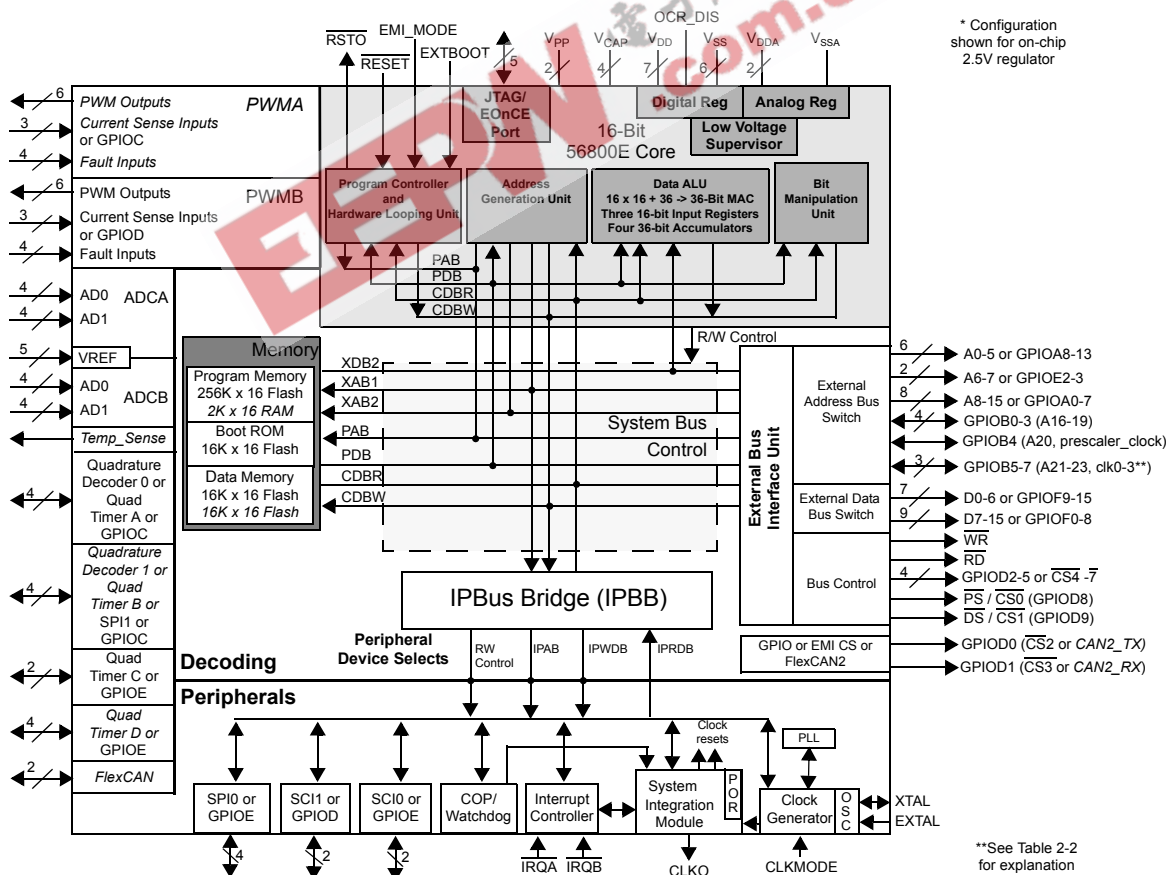 OCR_DIS
* Configuration
shown for on-chip
2.5V regulator
RSTO
EMI_MODE
RESET
EXTBOOT
5
VPP
2
VCAP
4
VDD
7
VSS
6
VDDA
2
VSSA
EEPW
.com.
6
PWM Outputs
PWMA
3
Current Sense Inputs
or GPIOC
4
Fault Inputs
6
PWM Outputs
PWMB
3
Current Sense Inputs
or GPIOD
4
Fault Inputs
JTAG/
EOnCE
Port
Digital Reg
Analog Reg
Low Voltage
Supervisor
16-Bit
56800E Core
Program Controller
and
Hardware Looping Unit
Address
Generation Unit
Data ALU
16 x 16 + 36 -> 36-Bit MAC
Three 16-bit Input Registers
Four 36-bit Accumulators
Bit
Manipulation
Unit
PAB
PDB
CDBR
CDBW
R/W Control
4
AD0
ADCA
4
AD1
5
VREF
4
AD0
ADCB
4
AD1
Temp_Sense
4
Quadrature
Decoder 0 or
Quad
Timer A or
GPIOC
4
Quadrature
Decoder 1 or
Quad
Timer B or
SPI1 or
GPIOC
2
Quad
Timer C or
GPIOE
4
Quad
Timer D or
GPIOE
2
FlexCAN
Memory
Program Memory
256K x 16 Flash
2K x 16 RAM
Boot ROM
16K x 16 Flash
Data Memory
16K x 16 Flash
16K x 16 Flash
XDB2
XAB1
XAB2
PAB
PDB
CDBR
CDBW
System Bus
Control
External Bus
Interface Unit
External
Address Bus
Switch
External Data
Bus Switch
Bus Control
GPIO or EMI CS or
FlexCAN2
6
A0-5 or GPIOA8-13
2
A6-7 or GPIOE2-3
8
A8-15 or GPIOA0-7
4
GPIOB0-3 (A16-19)
GPIOB4 (A20, prescaler_clock)
3
GPIOB5-7 (A21-23, clk0-3**)
7
D0-6 or GPIOF9-15
9
D7-15 or GPIOF0-8
WR
RD
4
GPIOD2-5 or CS4 -7
PS / CS0 (GPIOD8)
DS / CS1 (GPIOD9)
GPIOD0 (CS2 or CAN2_TX)
GPIOD1 (CS3 or CAN2_RX)
IPBus Bridge (IPBB)
Peripheral
Device Selects
RW
Control
IPAB
IPWDB
IPRDB
Decoding
Peripherals
Clock
resets
PLL
SPI0 or
GPIOE
SCI1 or
GPIOD
SCI0 or
GPIOE
COP/
Watchdog
Interrupt
Controller
System
Integration
Module
POR
Clock
Generator
OSC
XTAL
EXTAL
4
2
2
IRQA
IRQB
CLKO
CLKMODE
**See Table 2-2
for explanation